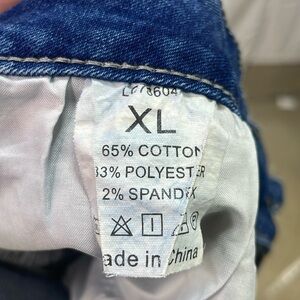 XL
65% COTTON
33% POLYESTER
2% SPANDEX
ade in China